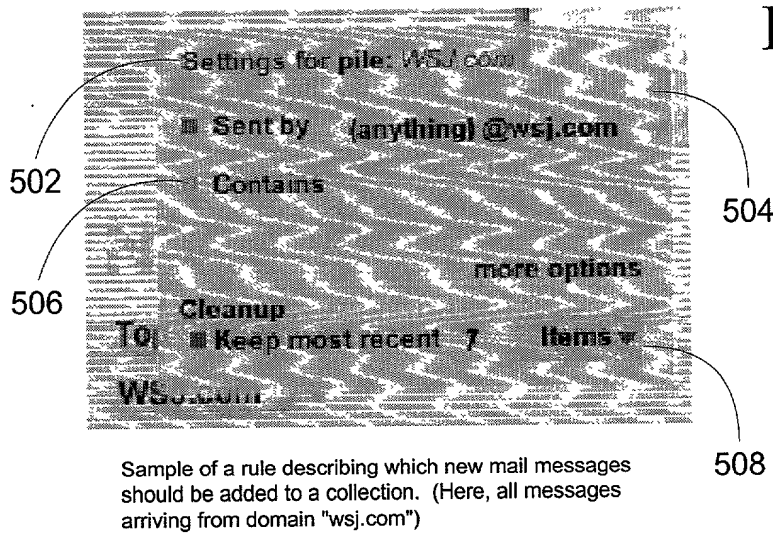 Settings for pile: WSJ.com
Sent by (anything) @wsj.com
502
Contains
504
506
more options
Cleanup
Keep most recent 7 Items
WSJ.com
508
Sample of a rule describing which new mail messages
should be added to a collection. (Here, all messages
arriving from domain "wsj.com")